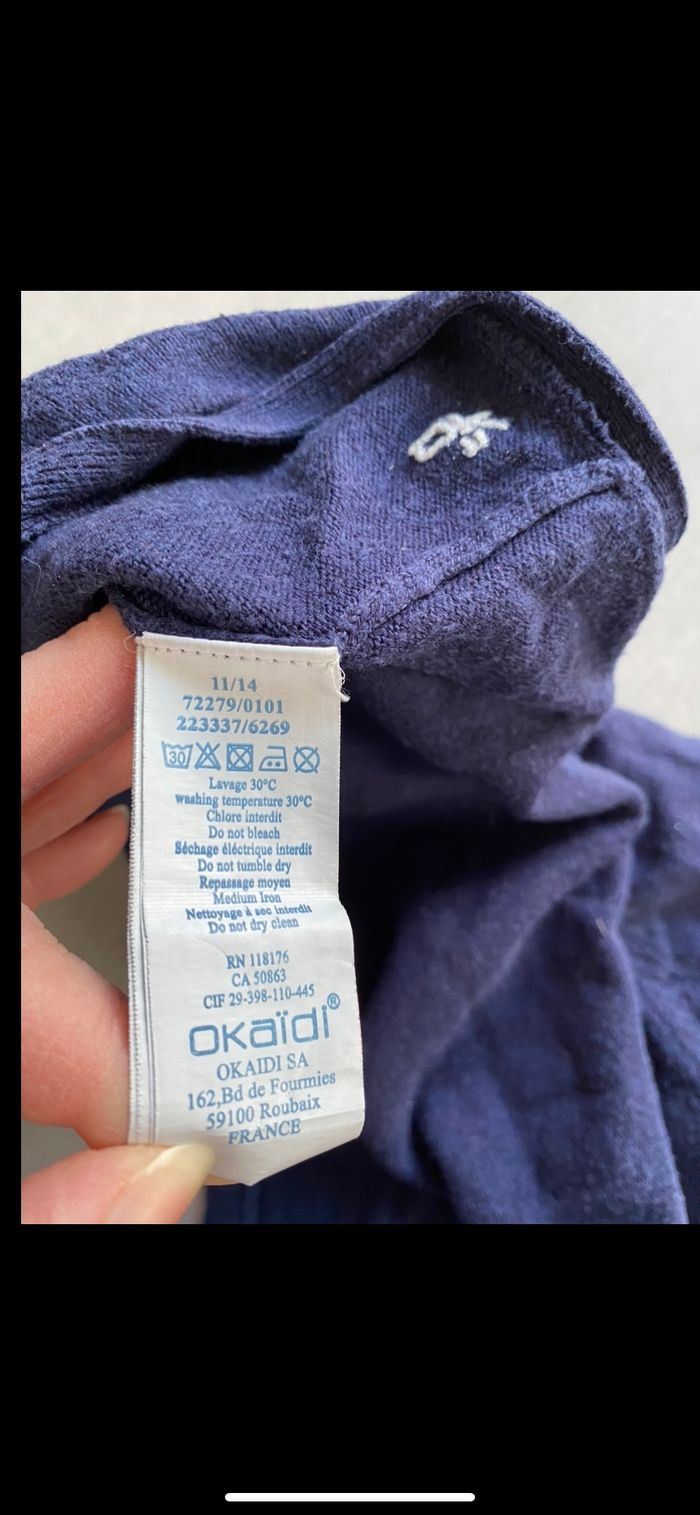 OK
11/14
72279/0101
223337/6269
30
Lavage 30°C
washing temperature 30°C
Chlore interdit
Do not bleach
Séchage éléctrique interdit
Do not tumble dry
Repassage moyen
Medium Iron
Nettoyage à sec interdit
Do not dry clean
RN 118176
CA 50863
CIF 29-398-110-445
OKaïdi®
OKAIDI SA
162,Bd de Fourmies
59100 Roubaix
FRANCE